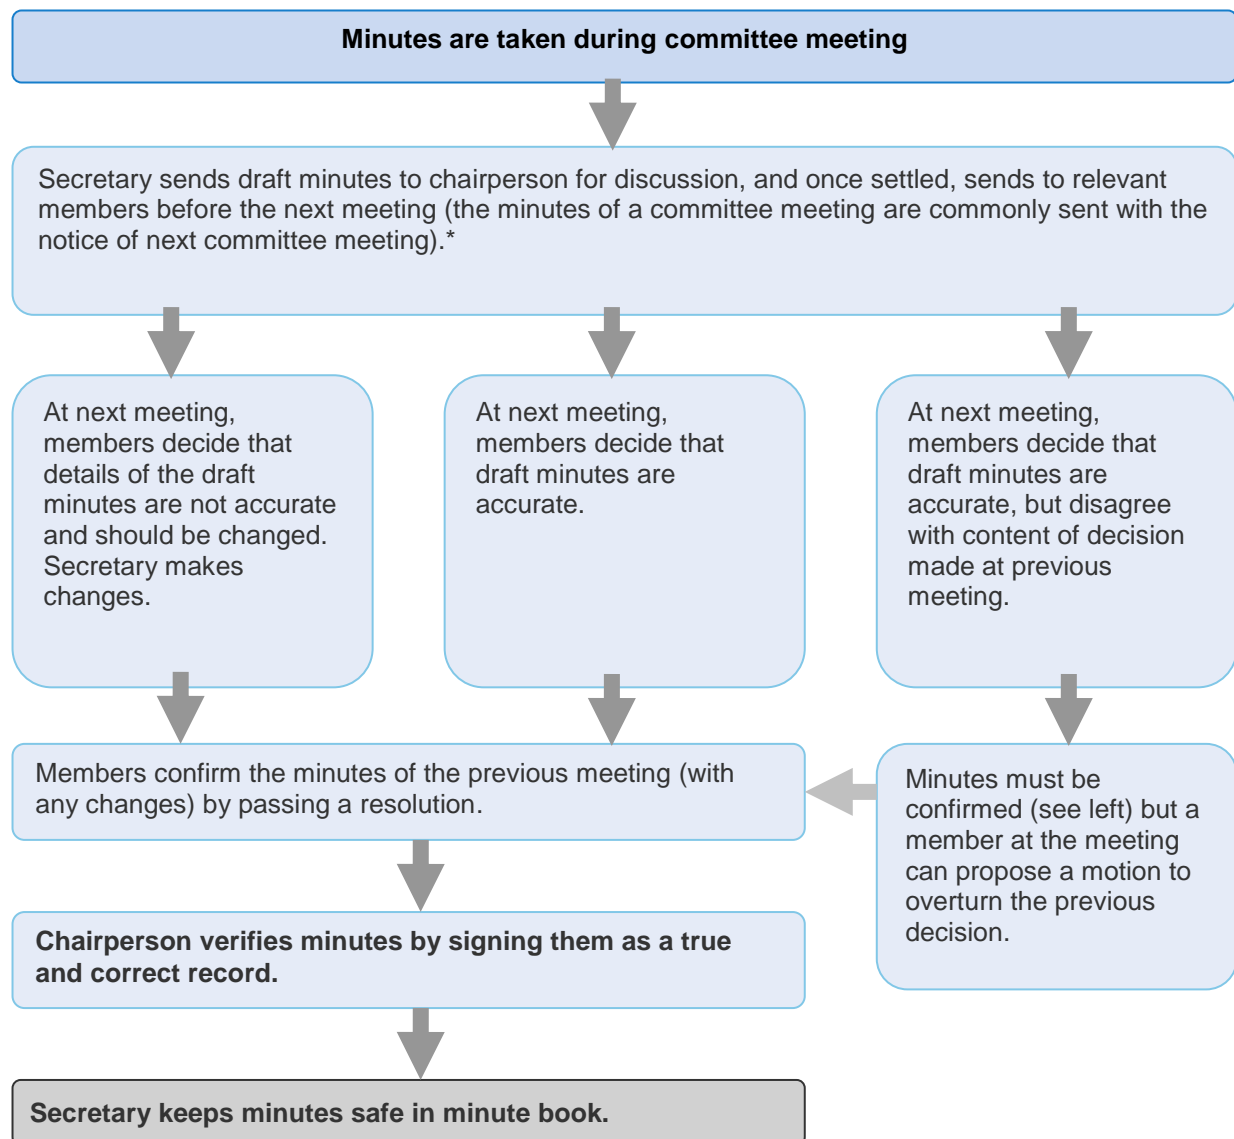 Minutes are taken during committee meeting
Secretary sends draft minutes to chairperson for discussion, and once settled, sends to relevant
members before the next meeting (the minutes of a committee meeting are commonly sent with the
notice of next committee meeting).*
At next meeting,
members decide that
details of the draft
minutes are not accurate
and should be changed.
Secretary makes
changes.
At next meeting,
members decide that
draft minutes are
accurate.
At next meeting,
members decide that
draft minutes are
accurate, but disagree
with content of decision
made at previous
meeting.
Members confirm the minutes of the previous meeting (with
any changes) by passing a resolution.
Minutes must be
confirmed (see left) but a
member at the meeting
can propose a motion to
overturn the previous
decision.
Chairperson verifies minutes by signing them as a true
and correct record.
Secretary keeps minutes safe in minute book.